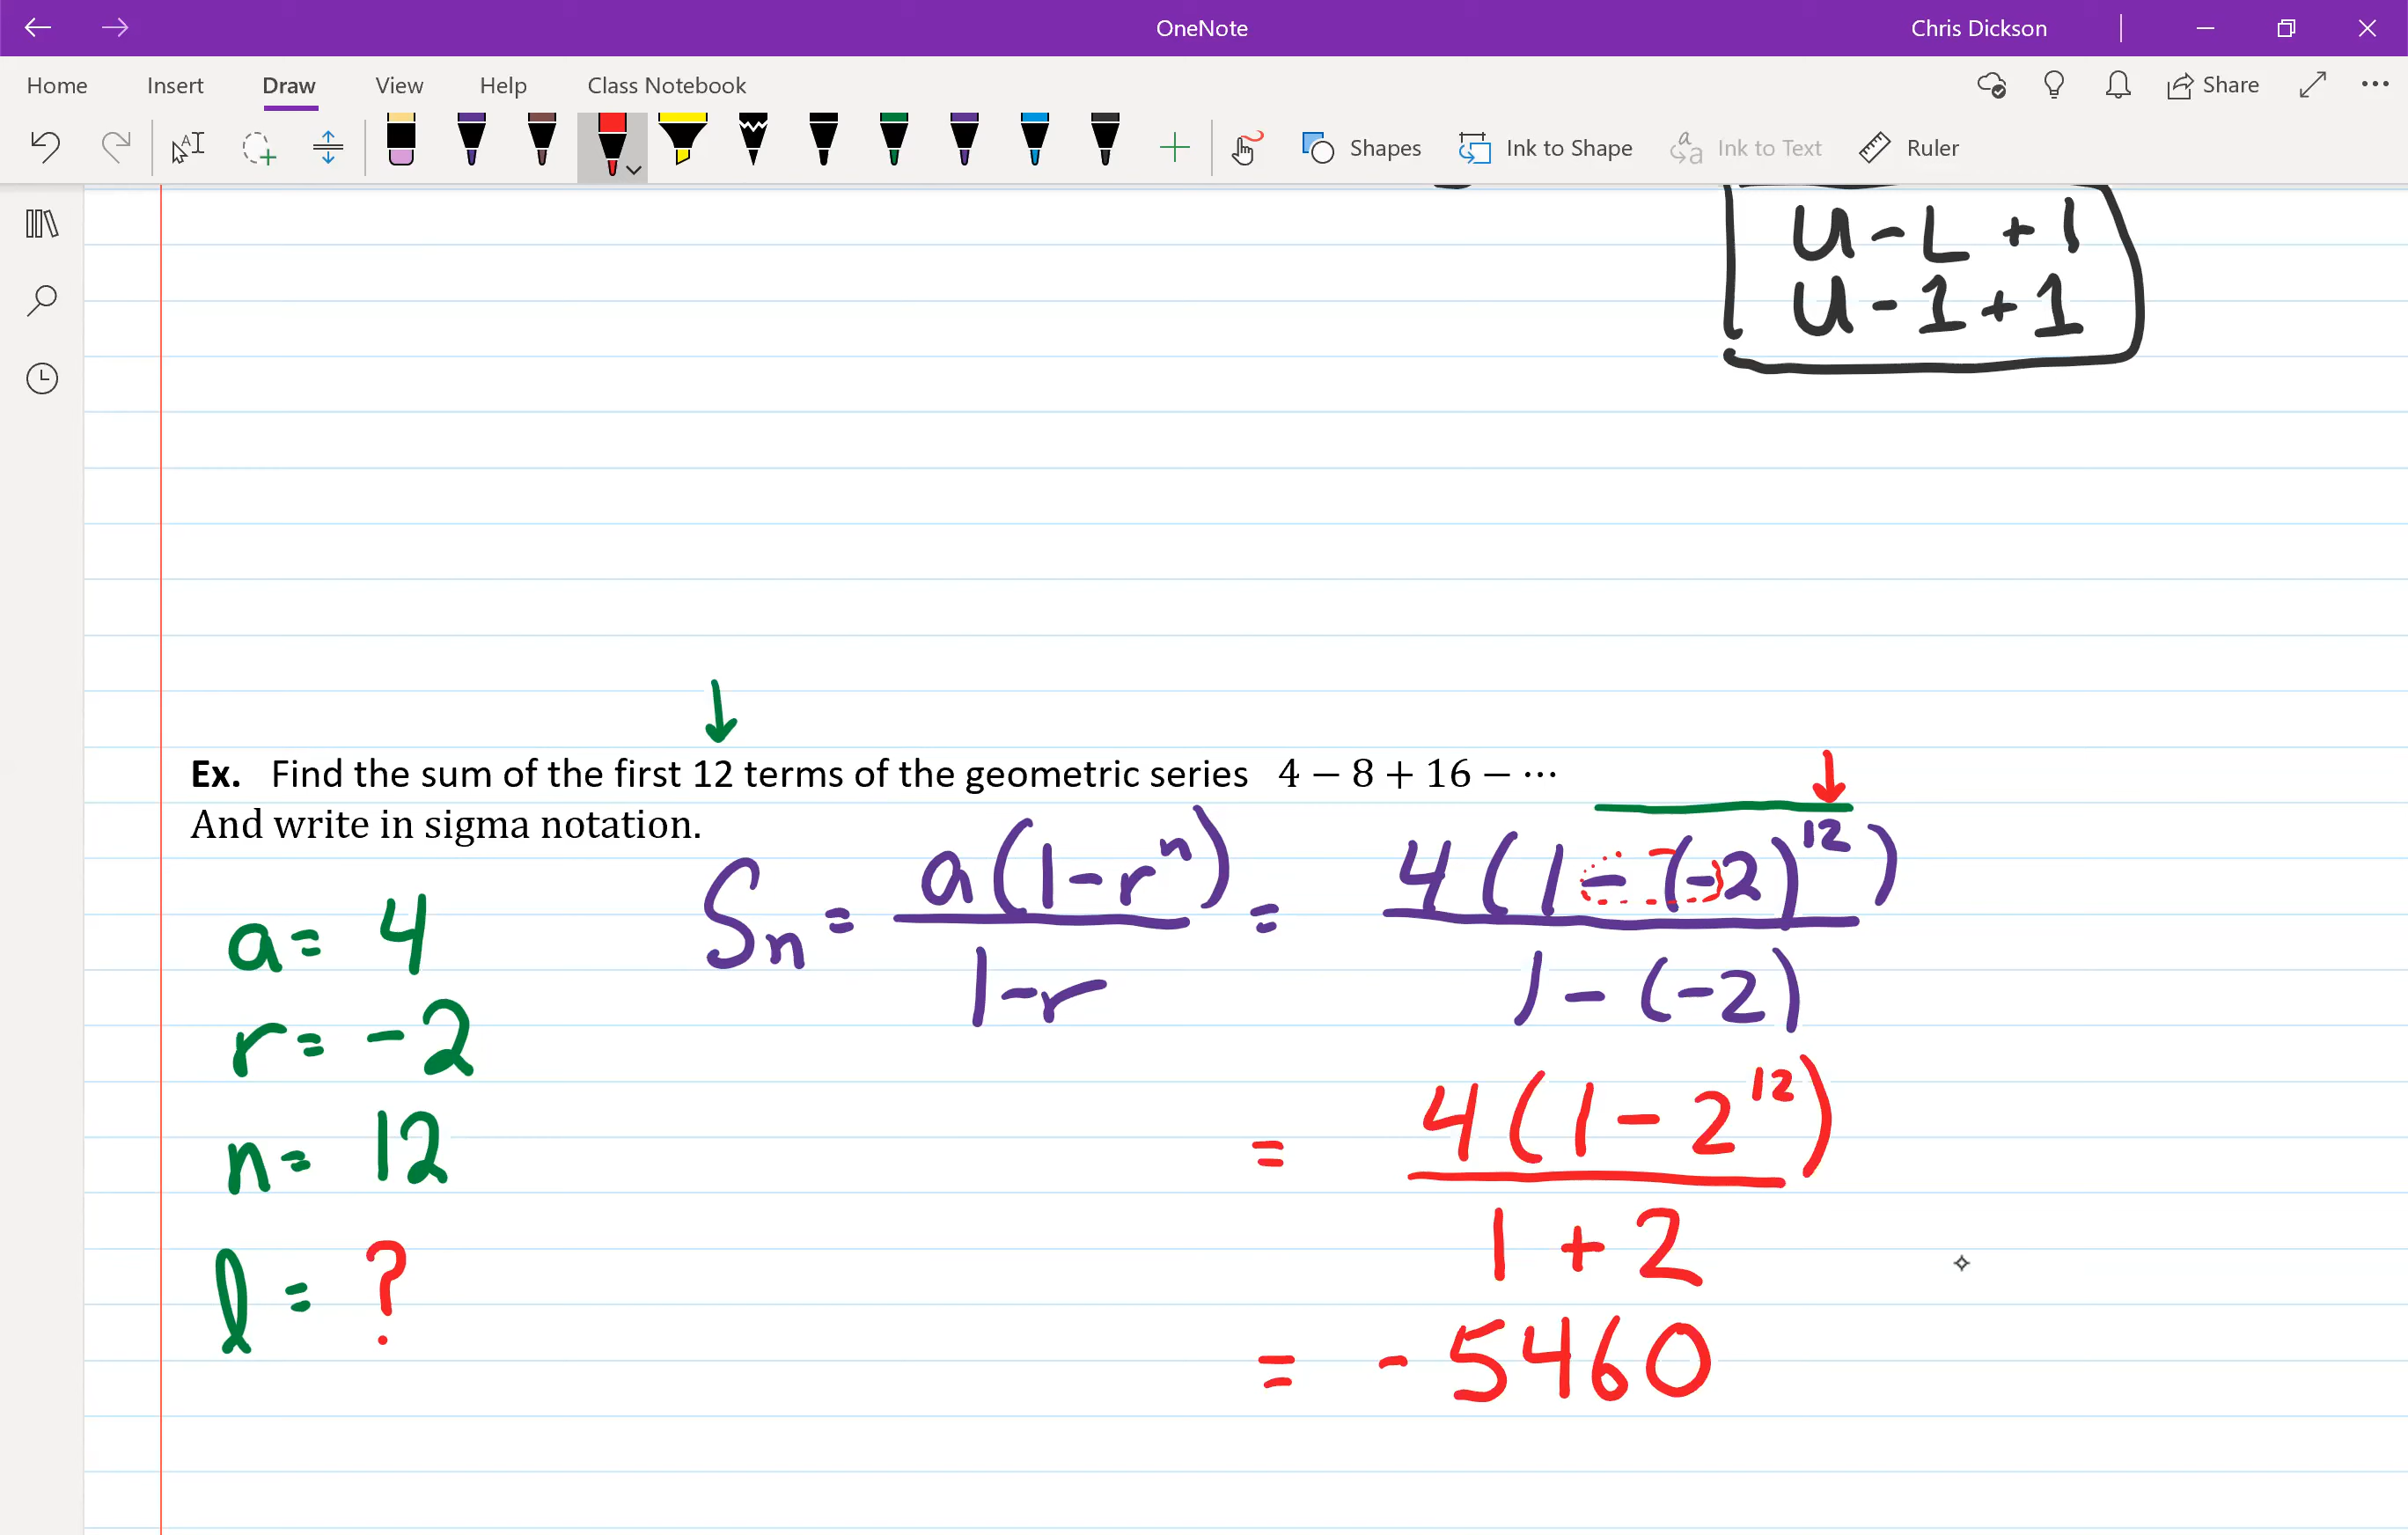 OneNote
Chris Dickson
Home Insert Draw View Help Class Notebook
Share
Shapes Ink to Shape Ink to Text Ruler
U - L + 1
U - 1 + 1
Ex. Find the sum of the first 12 terms of the geometric series 4 − 8 + 16 − ⋯
And write in sigma notation.
a = 4
r = -2
n = 12
l = ?
Sₙ = a(1-rⁿ) / 1-r = 4(1-(-2)¹²) / 1-(-2)
= 4(1-2¹²) / 1+2
= -5460